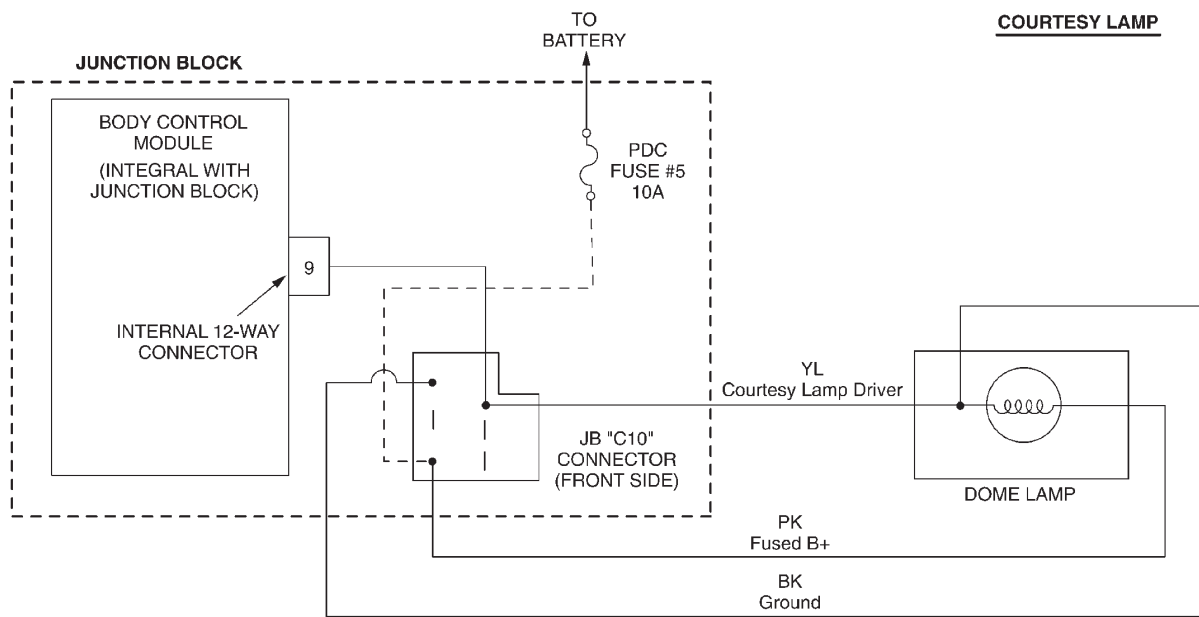 COURTESY LAMP
TO
BATTERY
JUNCTION BLOCK
BODY CONTROL
MODULE
(INTEGRAL WITH
JUNCTION BLOCK)
PDC
FUSE #5
10A
9
INTERNAL 12-WAY
CONNECTOR
YL
Courtesy Lamp Driver
JB "C10"
CONNECTOR
(FRONT SIDE)
DOME LAMP
PK
Fused B+
BK
Ground